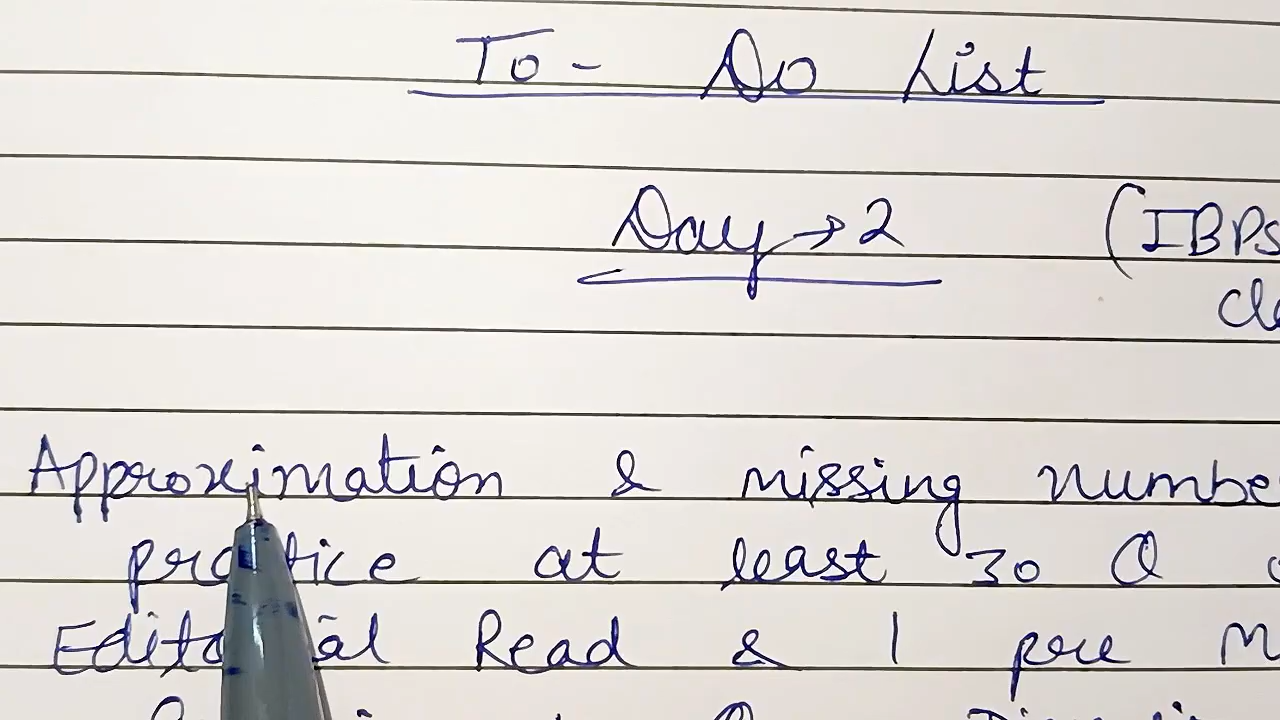 To - Do List
Day → 2 (IBPS
Approximation & missing numbe
practice at least 30 Q
Editorial Read & 1 pre